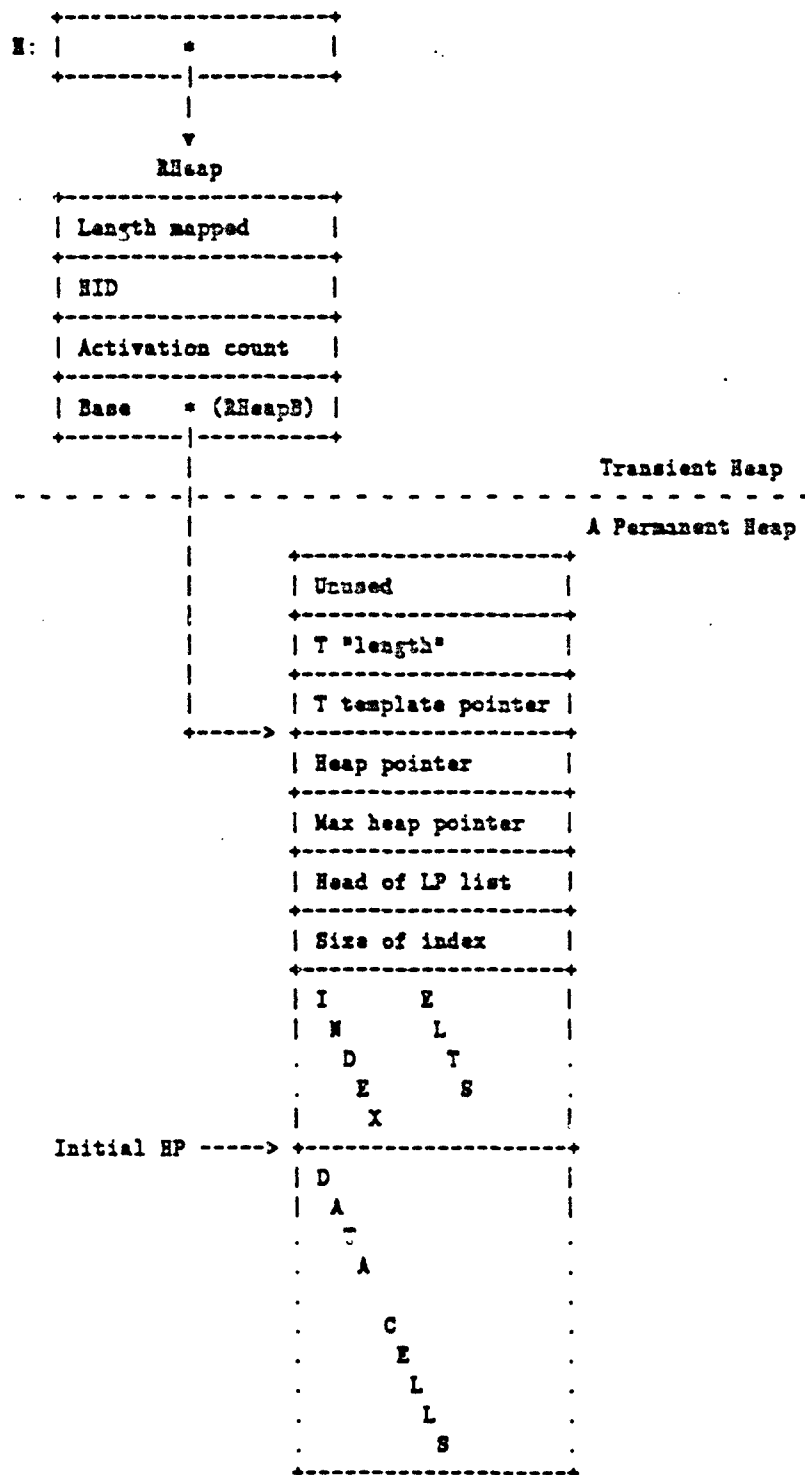 H: | * |
RHeap
| Length mapped |
| HID |
| Activation count |
| Base * (RHeapB) |
Transient Heap
A Permanent Heap
| Unused |
| T "length" |
| T template pointer |
| Heap pointer |
| Max heap pointer |
| Head of LP list |
| Size of index |
I E
N L
D T
E S
X
Initial HP ----->
D
A
T
A
C
E
L
L
S